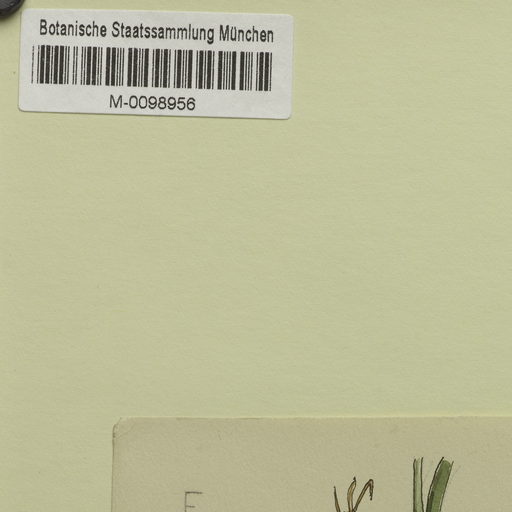 Botanische Staatssammlung München
M-0098956
E